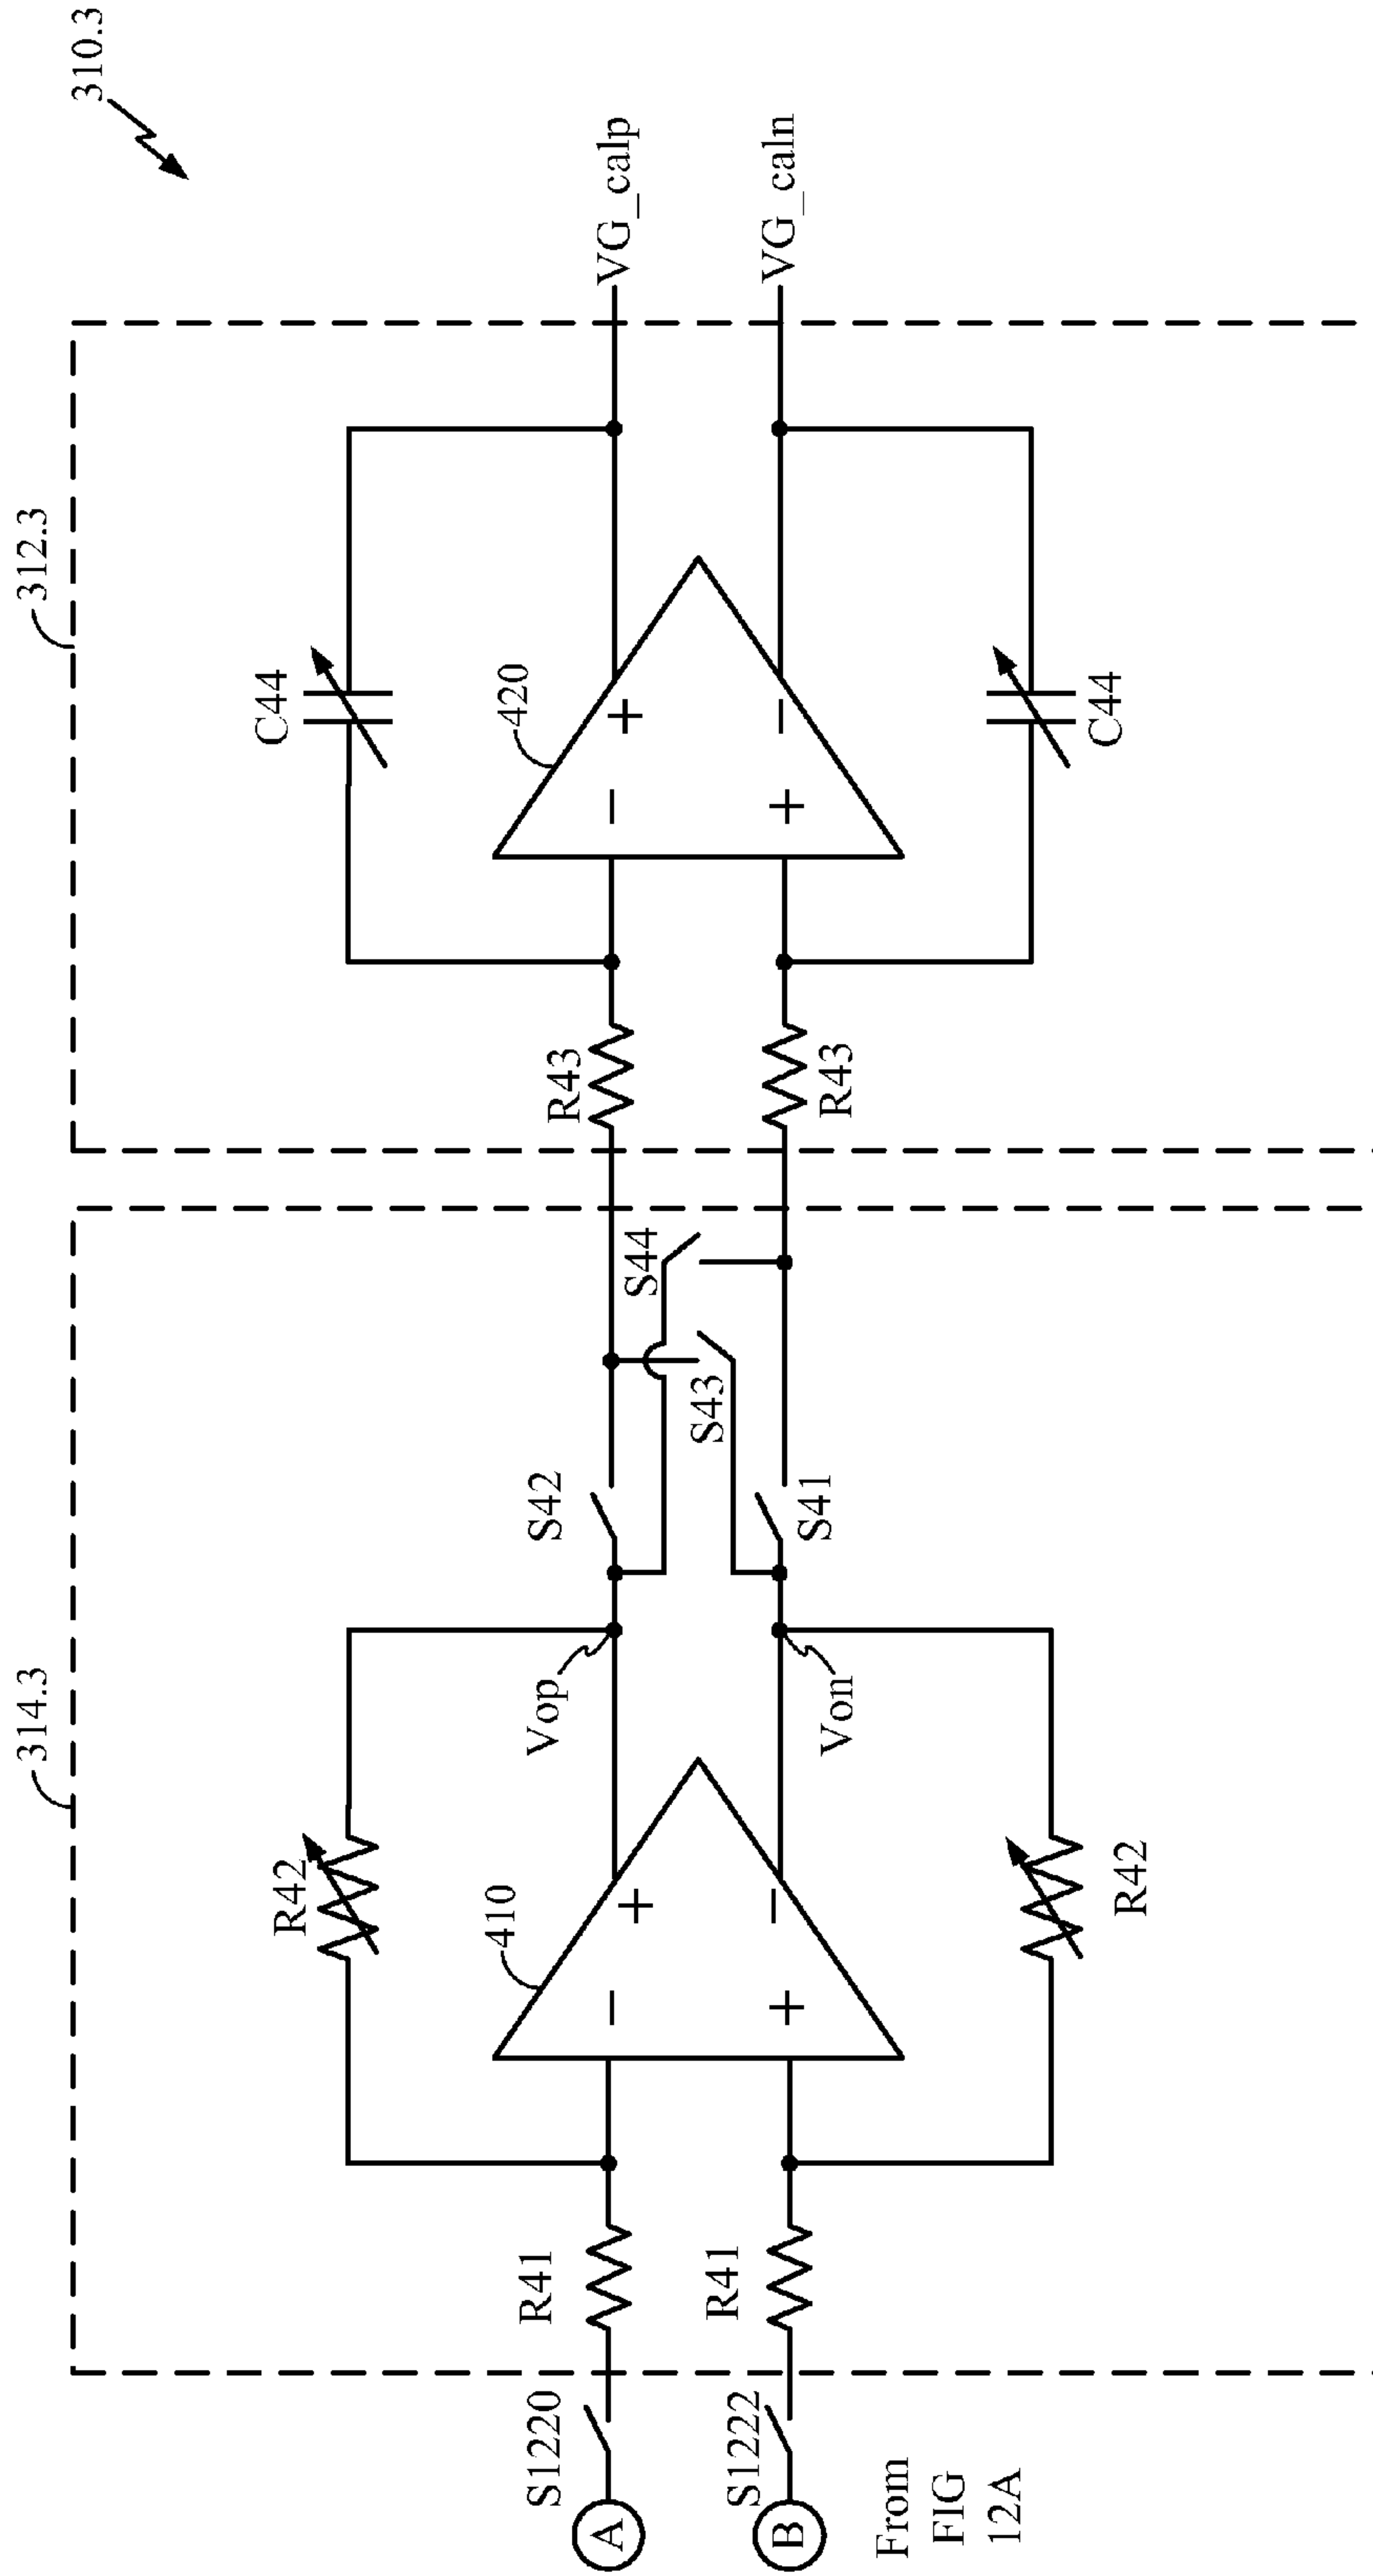 310.3
314.3
312.3
R42
C44
410
420
Vop
S42
S44
VG_calp
S1220
R41
R43
A
− +
− +
+ −
+ −
S43
VG_caln
S1222
R41
R43
B
Von
S41
R42
C44
From
FIG
12A